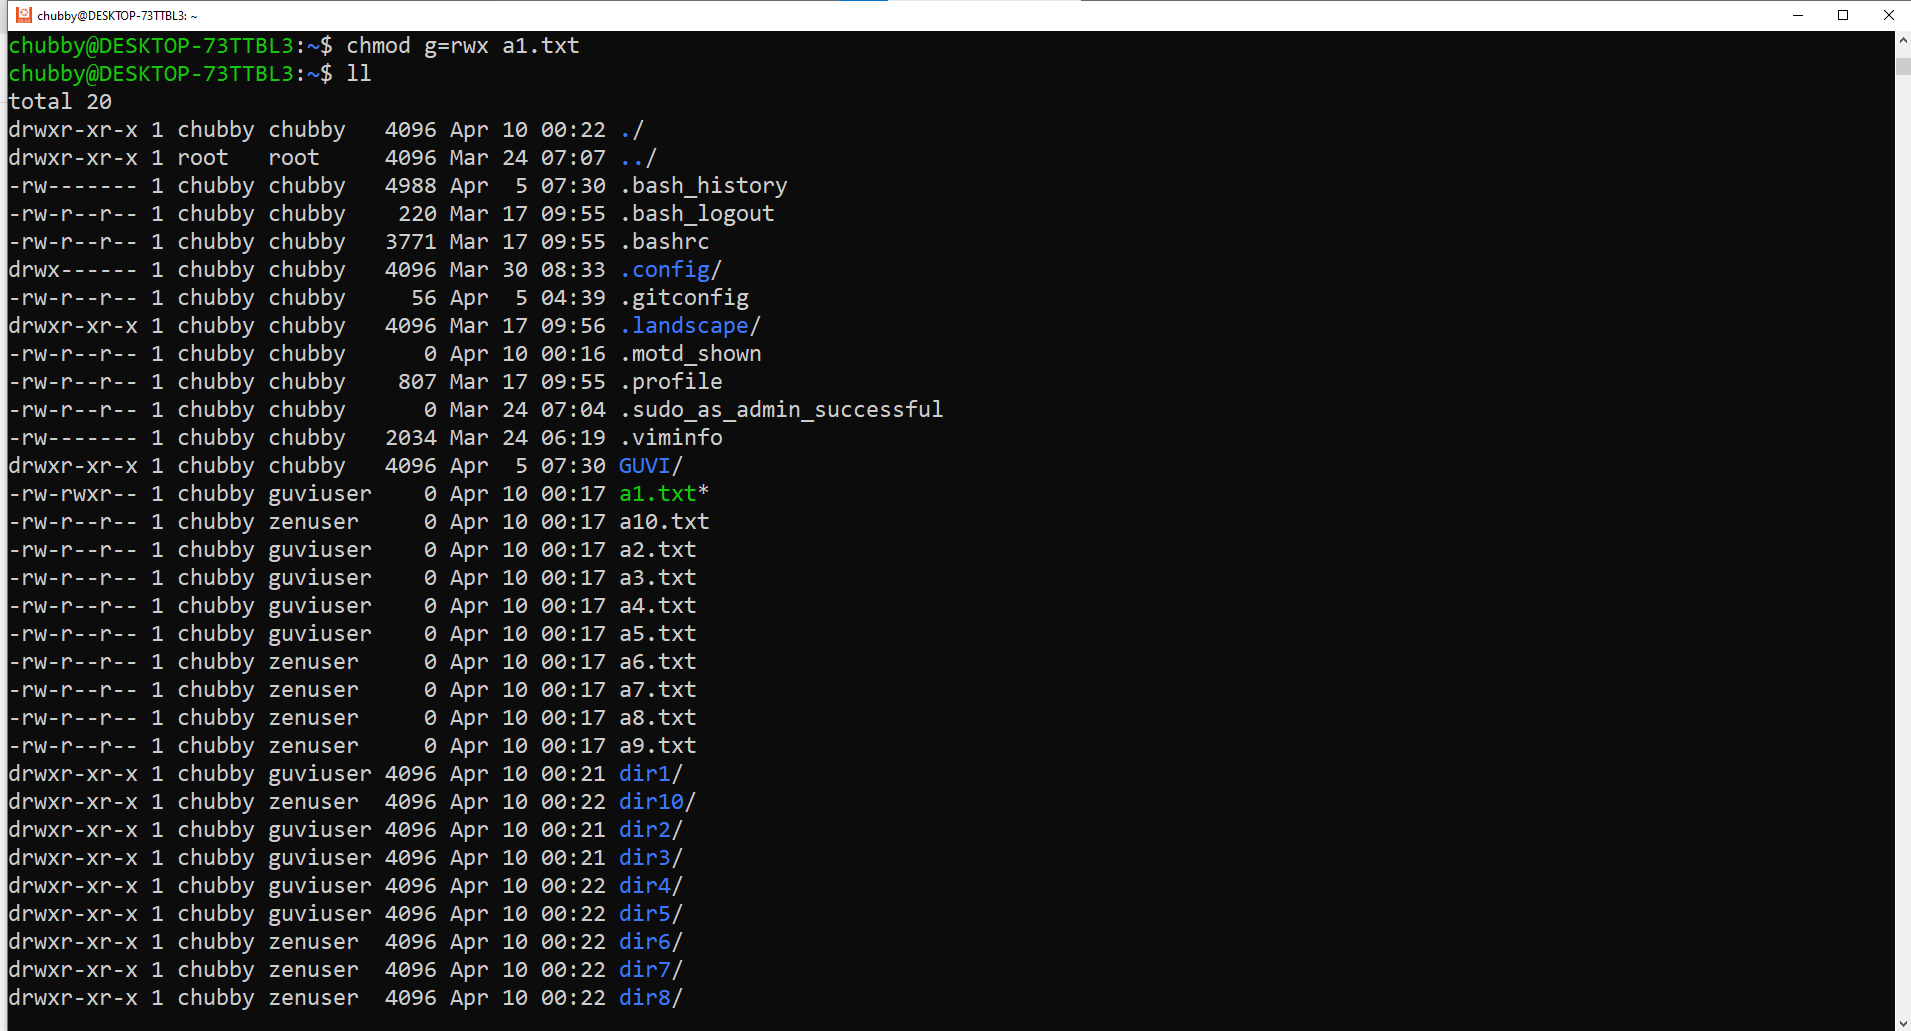 chubby@DESKTOP-73TTBL3: ~
chubby@DESKTOP-73TTBL3:~$ chmod g=rwx a1.txt
chubby@DESKTOP-73TTBL3:~$ ll
total 20
drwxr-xr-x 1 chubby chubby   4096 Apr 10 00:22 ./
drwxr-xr-x 1 root   root     4096 Mar 24 07:07 ../
-rw------- 1 chubby chubby   4988 Apr  5 07:30 .bash_history
-rw-r--r-- 1 chubby chubby    220 Mar 17 09:55 .bash_logout
-rw-r--r-- 1 chubby chubby   3771 Mar 17 09:55 .bashrc
drwx------ 1 chubby chubby   4096 Mar 30 08:33 .config/
-rw-r--r-- 1 chubby chubby     56 Apr  5 04:39 .gitconfig
drwxr-xr-x 1 chubby chubby   4096 Mar 17 09:56 .landscape/
-rw-r--r-- 1 chubby chubby      0 Apr 10 00:16 .motd_shown
-rw-r--r-- 1 chubby chubby    807 Mar 17 09:55 .profile
-rw-r--r-- 1 chubby chubby      0 Mar 24 07:04 .sudo_as_admin_successful
-rw------- 1 chubby chubby   2034 Mar 24 06:19 .viminfo
drwxr-xr-x 1 chubby chubby   4096 Apr  5 07:30 GUVI/
-rw-rwxr-- 1 chubby guviuser    0 Apr 10 00:17 a1.txt*
-rw-r--r-- 1 chubby zenuser     0 Apr 10 00:17 a10.txt
-rw-r--r-- 1 chubby guviuser    0 Apr 10 00:17 a2.txt
-rw-r--r-- 1 chubby guviuser    0 Apr 10 00:17 a3.txt
-rw-r--r-- 1 chubby guviuser    0 Apr 10 00:17 a4.txt
-rw-r--r-- 1 chubby guviuser    0 Apr 10 00:17 a5.txt
-rw-r--r-- 1 chubby zenuser     0 Apr 10 00:17 a6.txt
-rw-r--r-- 1 chubby zenuser     0 Apr 10 00:17 a7.txt
-rw-r--r-- 1 chubby zenuser     0 Apr 10 00:17 a8.txt
-rw-r--r-- 1 chubby zenuser     0 Apr 10 00:17 a9.txt
drwxr-xr-x 1 chubby guviuser 4096 Apr 10 00:21 dir1/
drwxr-xr-x 1 chubby zenuser  4096 Apr 10 00:22 dir10/
drwxr-xr-x 1 chubby guviuser 4096 Apr 10 00:21 dir2/
drwxr-xr-x 1 chubby guviuser 4096 Apr 10 00:21 dir3/
drwxr-xr-x 1 chubby guviuser 4096 Apr 10 00:22 dir4/
drwxr-xr-x 1 chubby guviuser 4096 Apr 10 00:22 dir5/
drwxr-xr-x 1 chubby zenuser  4096 Apr 10 00:22 dir6/
drwxr-xr-x 1 chubby zenuser  4096 Apr 10 00:22 dir7/
drwxr-xr-x 1 chubby zenuser  4096 Apr 10 00:22 dir8/